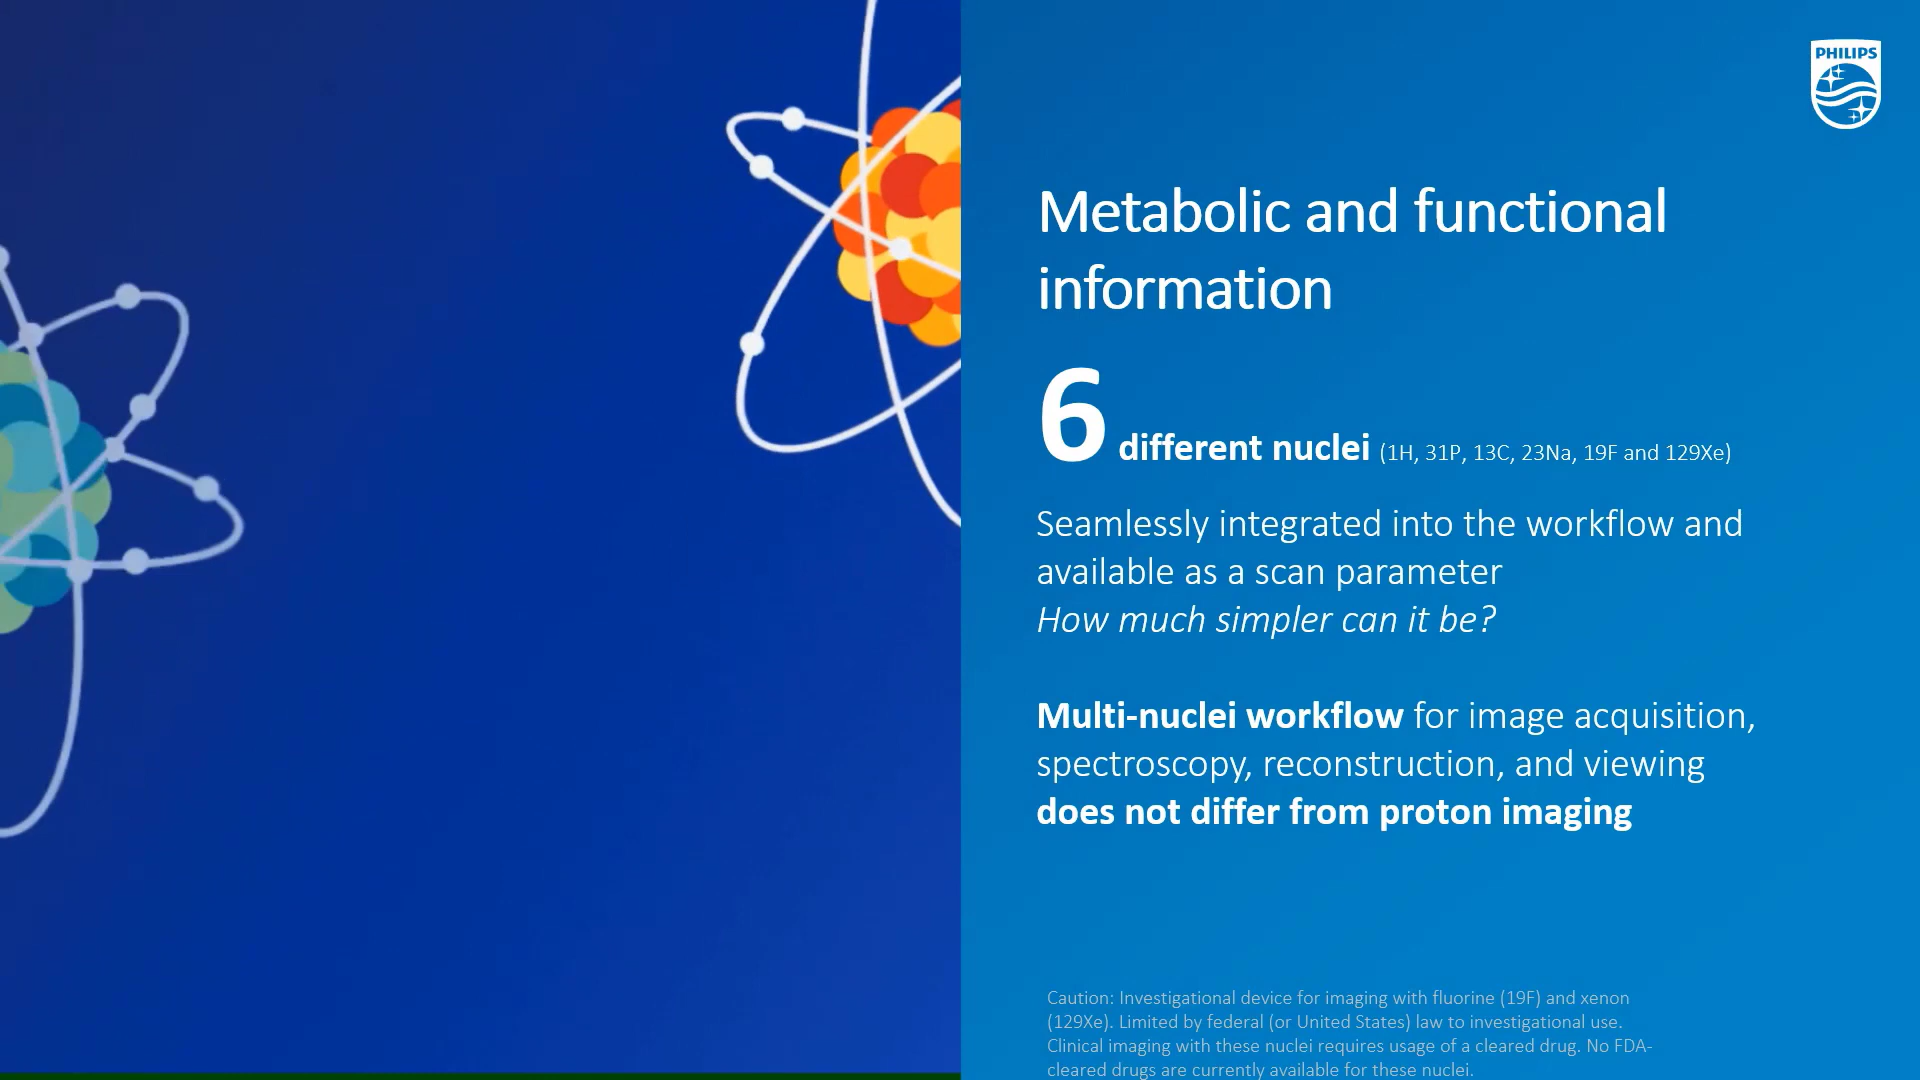 PHILIPS
Metabolic and functional
information
6 different nuclei (1H, 31P, 13C, 23Na, 19F and 129Xe)
Seamlessly integrated into the workflow and
available as a scan parameter
How much simpler can it be?
Multi-nuclei workflow for image acquisition,
spectroscopy, reconstruction, and viewing
does not differ from proton imaging
Caution: Investigational device for imaging with fluorine (19F) and xenon
(129Xe). Limited by federal (or United States) law to investigational use.
Clinical imaging with these nuclei requires usage of a cleared drug. No FDA-
cleared drugs are currently available for these nuclei.